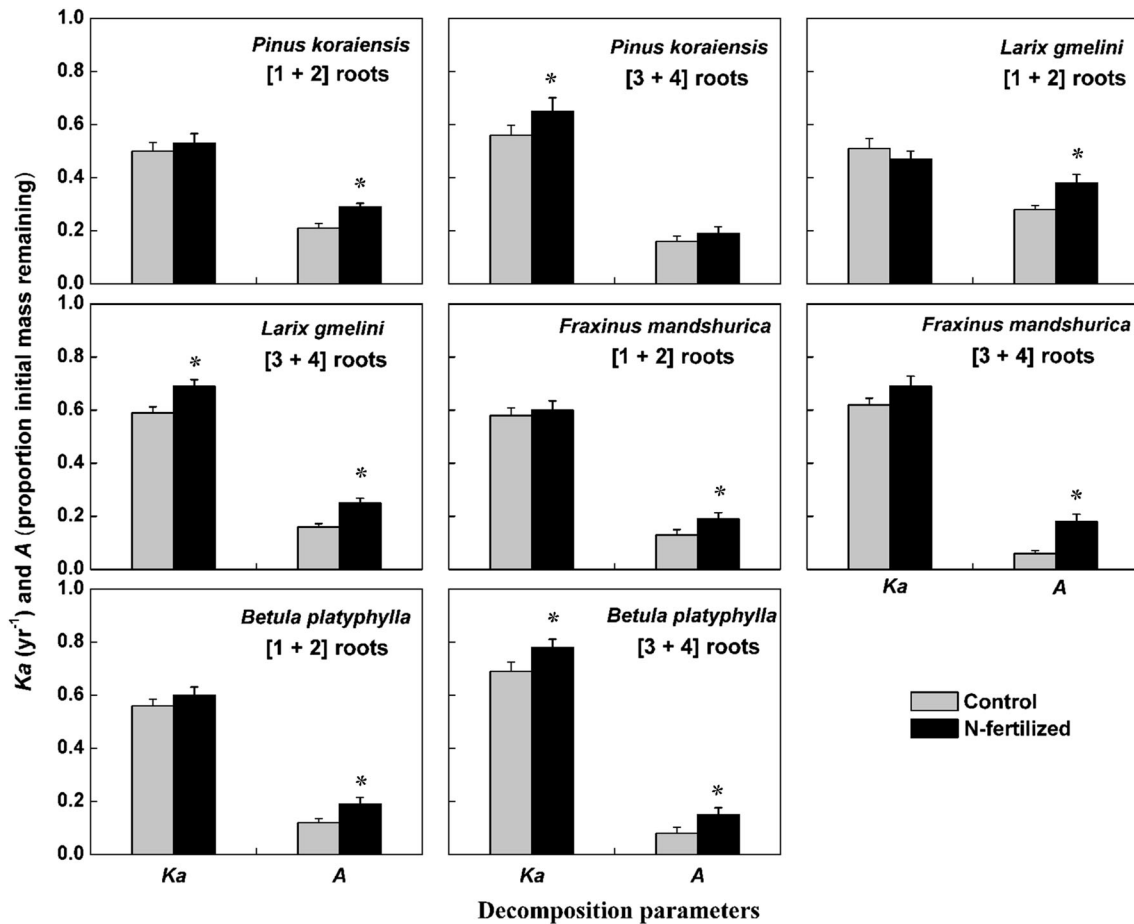 Ka (yr-1) and A (proportion initial mass remaining)
1.0
0.8
0.6
0.4
0.2
0.0
Pinus koraiensis
[1 + 2] roots
*
Pinus koraiensis
[3 + 4] roots
*
Larix gmelini
[1 + 2] roots
*
1.0
0.8
0.6
0.4
0.2
0.0
Larix gmelini
[3 + 4] roots
*
*
Fraxinus mandshurica
[1 + 2] roots
*
Fraxinus mandshurica
[3 + 4] roots
*
Ka
A
1.0
0.8
0.6
0.4
0.2
0.0
Betula platyphylla
[1 + 2] roots
*
Ka
A
Betula platyphylla
[3 + 4] roots
*
*
Ka
A
Control
N-fertilized
Decomposition parameters